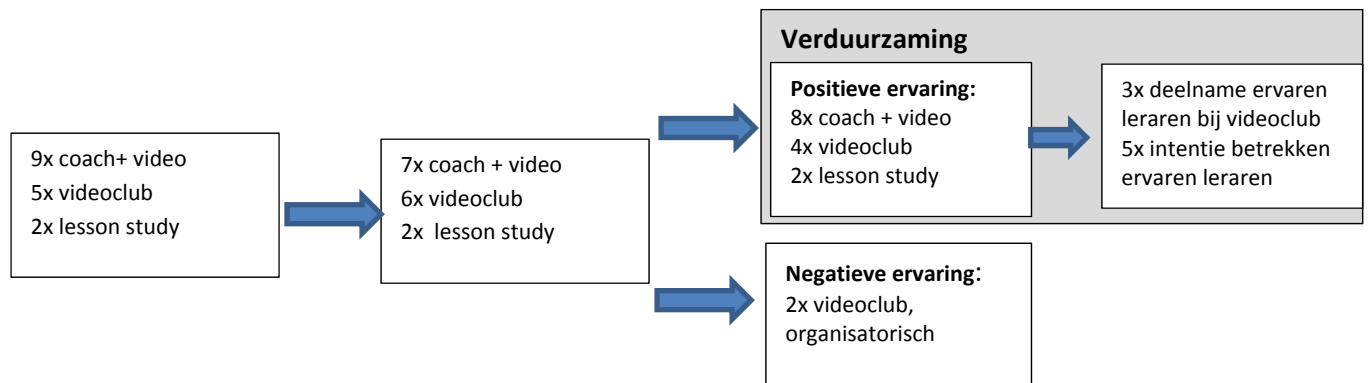 9x coach+ video
5x videoclub
2x lesson study
7x coach + video
6x videoclub
2x lesson study
Verduurzaming
Positieve ervaring:
8x coach + video
4x videoclub
2x lesson study
3x deelname ervaren
leraren bij videoclub
5x intentie betrekken
ervaren leraren
Negatieve ervaring:
2x videoclub,
organisatorisch